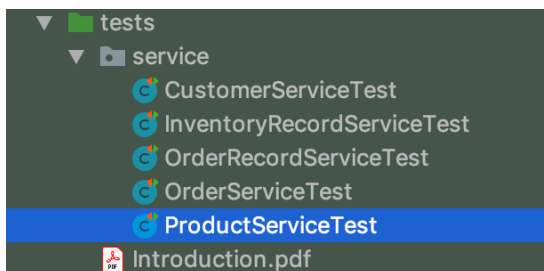 tests
service
CustomerServiceTest
InventoryRecordServiceTest
OrderRecordServiceTest
OrderServiceTest
ProductServiceTest
Introduction.pdf